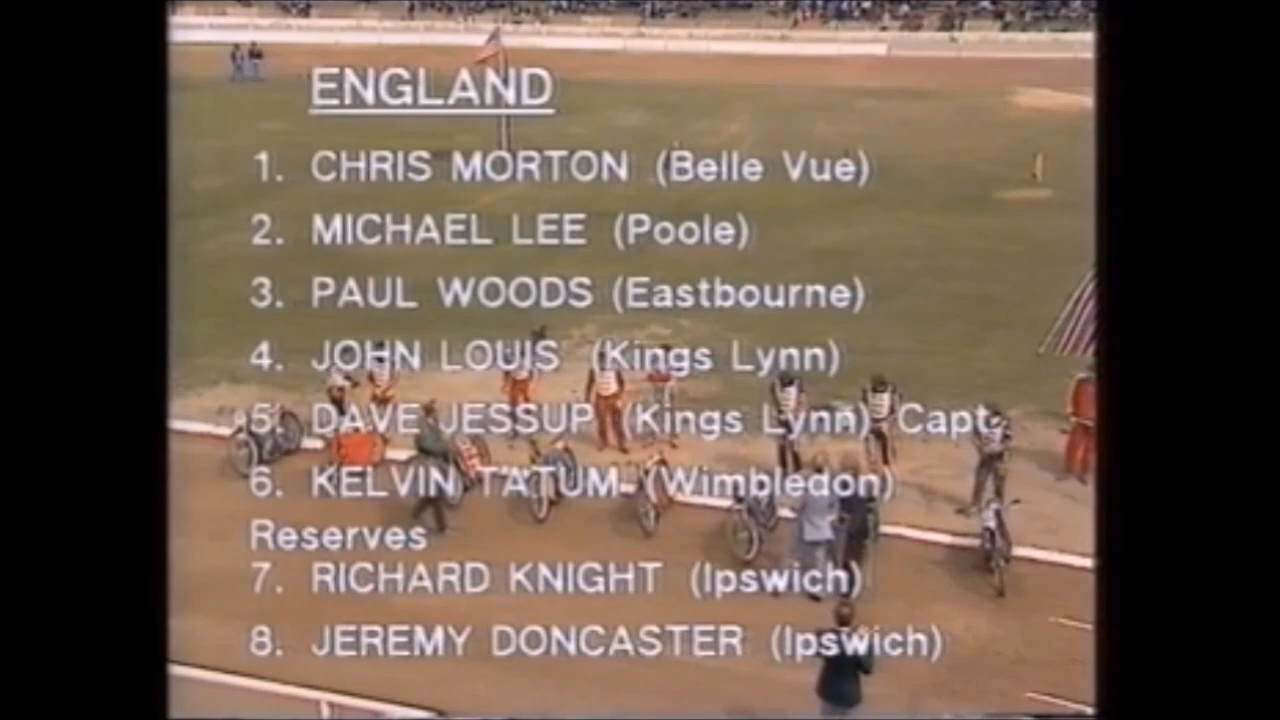 ENGLAND
1. CHRIS MORTON (Belle Vue)
2. MICHAEL LEE (Poole)
3. PAUL WOODS (Eastbourne)
4. JOHN LOUIS (Kings Lynn)
5. DAVE JESSUP (Kings Lynn) Capt.
6. KELVIN TATUM (Wimbledon)
Reserves
7. RICHARD KNIGHT (Ipswich)
8. JEREMY DONCASTER (Ipswich)